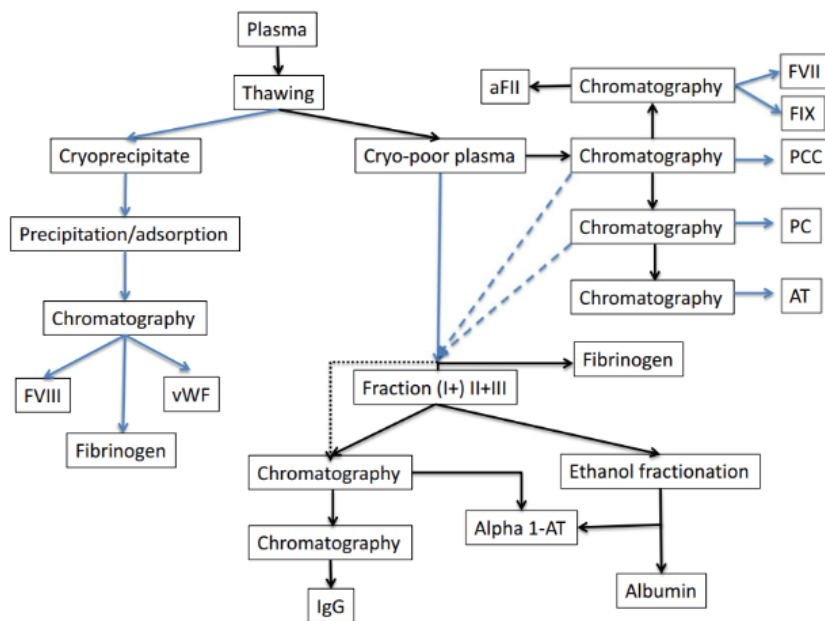 Plasma
Thawing
Cryoprecipitate
Precipitation/adsorption
Chromatography
FVIII
vWF
Fibrinogen
Cryo-poor plasma
aFII
Chromatography
FVII
FIX
Chromatography
PCC
Chromatography
PC
Chromatography
AT
Fibrinogen
Fraction (I+) II+III
Chromatography
Ethanol fractionation
Chromatography
Alpha 1-AT
IgG
Albumin